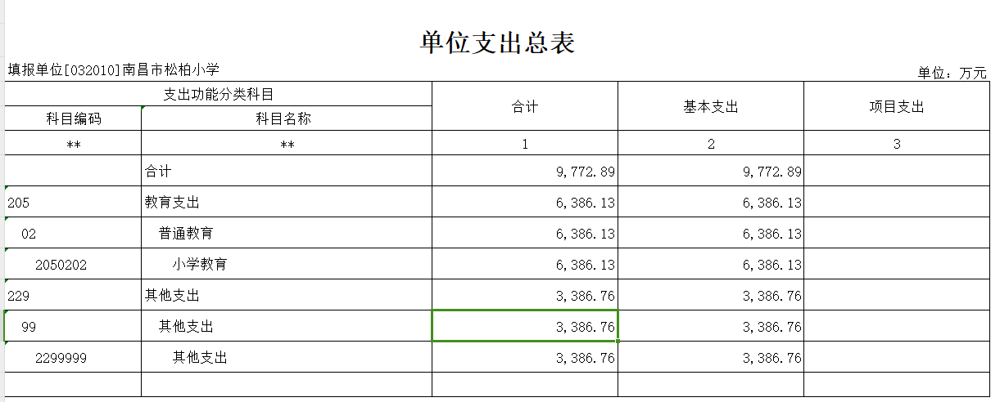 单位支出总表
填报单位[032010]南昌市松柏小学 单位：万元
支出功能分类科目 合计 基本支出 项目支出
科目编码 科目名称
** ** 1 2 3
合计 9,772.89 9,772.89
205 教育支出 6,386.13 6,386.13
02 普通教育 6,386.13 6,386.13
2050202 小学教育 6,386.13 6,386.13
229 其他支出 3,386.76 3,386.76
99 其他支出 3,386.76 3,386.76
2299999 其他支出 3,386.76 3,386.76